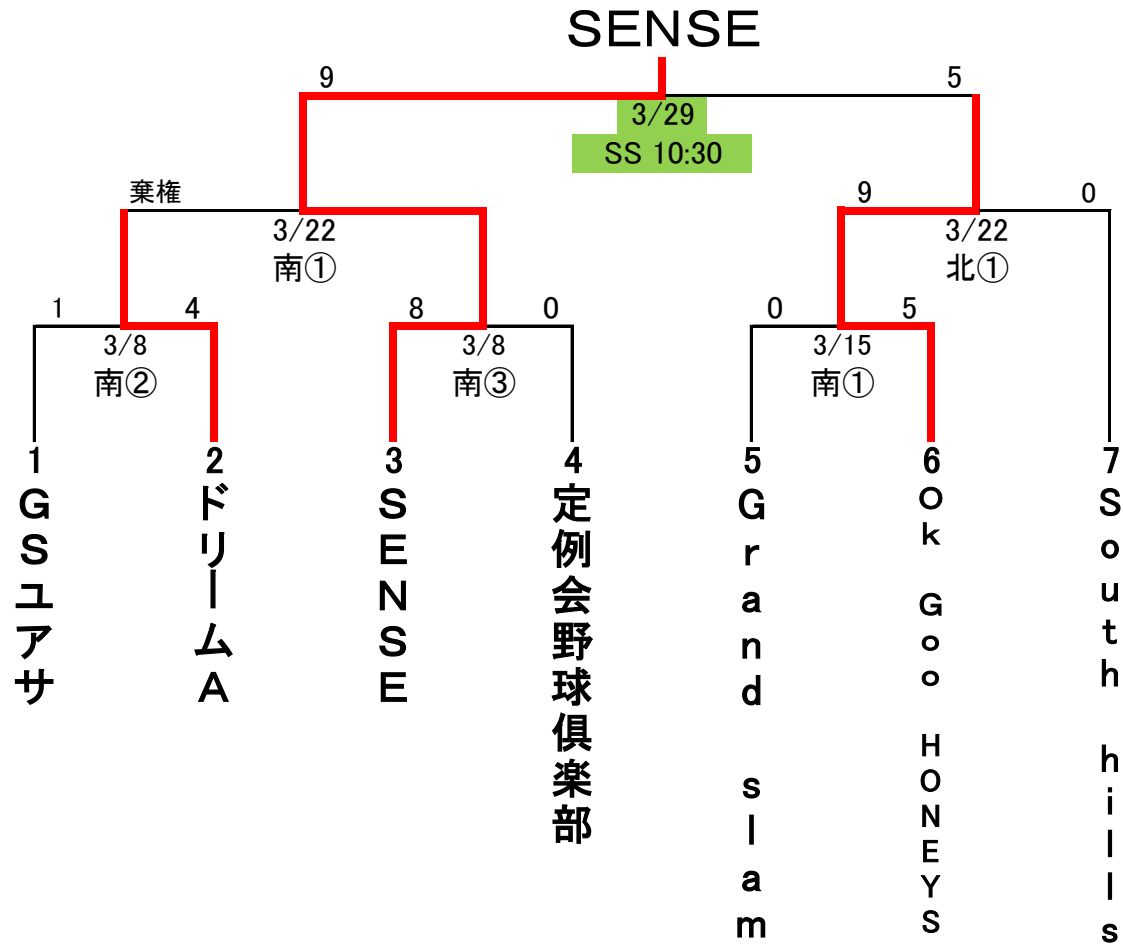 SENSE
9
5
3/29
SS 10:30
棄権
9
0
3/22
南①
3/22
北①
1
4
8
0
0
5
3/8
南②
3/8
南③
3/15
南①
1
GSユアサ
2
ドリームA
3
SENSE
4
定例会野球倶楽部
5
Grand slam
6
Ok Goo HONEYS
7
South hills